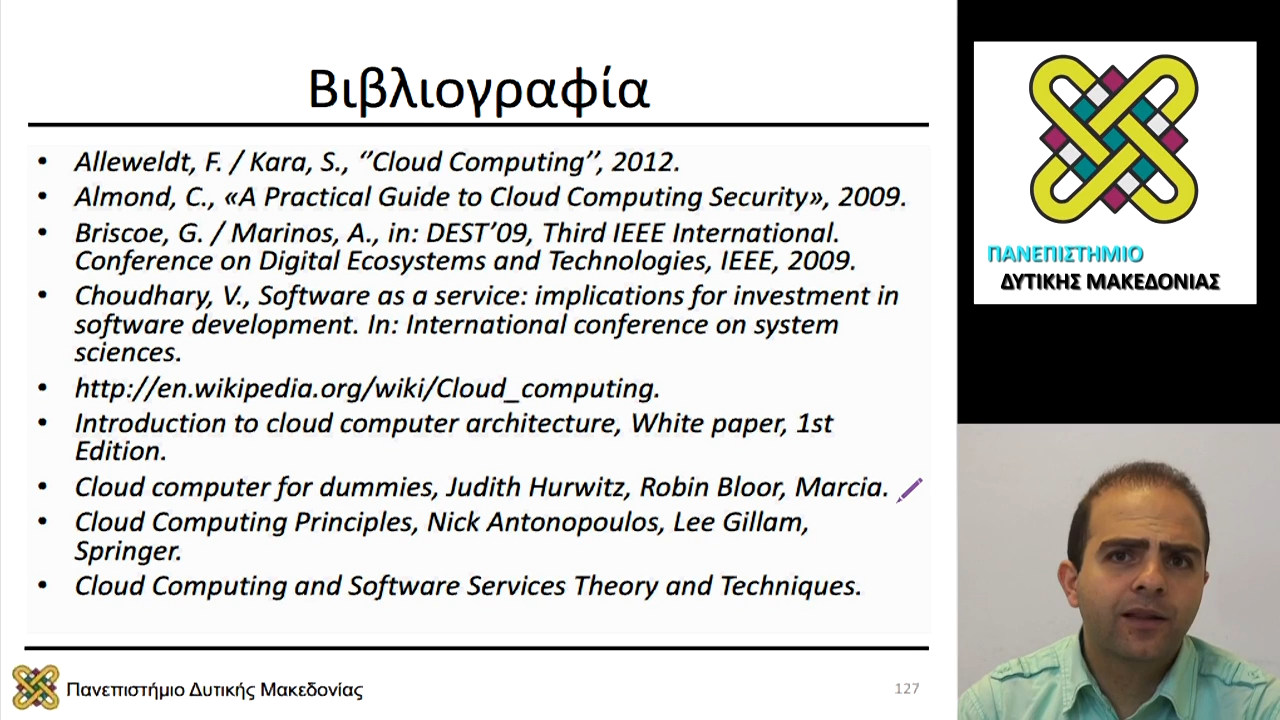 Βιβλιογραφία
• Alleweldt, F. / Kara, S., ‘’Cloud Computing’’, 2012.
• Almond, C., «A Practical Guide to Cloud Computing Security», 2009.
• Briscoe, G. / Marinos, A., in: DEST’09, Third IEEE International.
Conference on Digital Ecosystems and Technologies, IEEE, 2009.
• Choudhary, V., Software as a service: implications for investment in
software development. In: International conference on system
sciences.
• http://en.wikipedia.org/wiki/Cloud_computing.
• Introduction to cloud computer architecture, White paper, 1st
Edition.
• Cloud computer for dummies, Judith Hurwitz, Robin Bloor, Marcia.
• Cloud Computing Principles, Nick Antonopoulos, Lee Gillam,
Springer.
• Cloud Computing and Software Services Theory and Techniques.
Πανεπιστήμιο Δυτικής Μακεδονίας
127
ΠΑΝΕΠΙΣΤΗΜΙΟ
ΔΥΤΙΚΗΣ ΜΑΚΕΔΟΝΙΑΣ